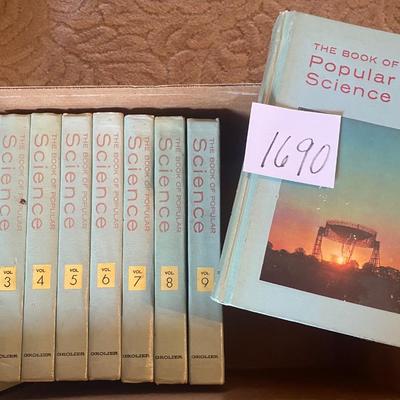 THE BOOK OF POPULAR
Science
VOL.
3
GROLIER
THE BOOK OF POPULAR
Science
VOL.
4
GROLIER
THE BOOK OF POPULAR
Science
VOL.
5
GROLIER
THE BOOK OF POPULAR
Science
VOL.
6
GROLIER
THE BOOK OF POPULAR
Science
VOL.
7
GROLIER
THE BOOK OF POPULAR
Science
VOL.
8
GROLIER
THE BOOK OF POPULAR
Science
VOL.
9
GROLIER
THE BOOK OF
Popular
Science
1690